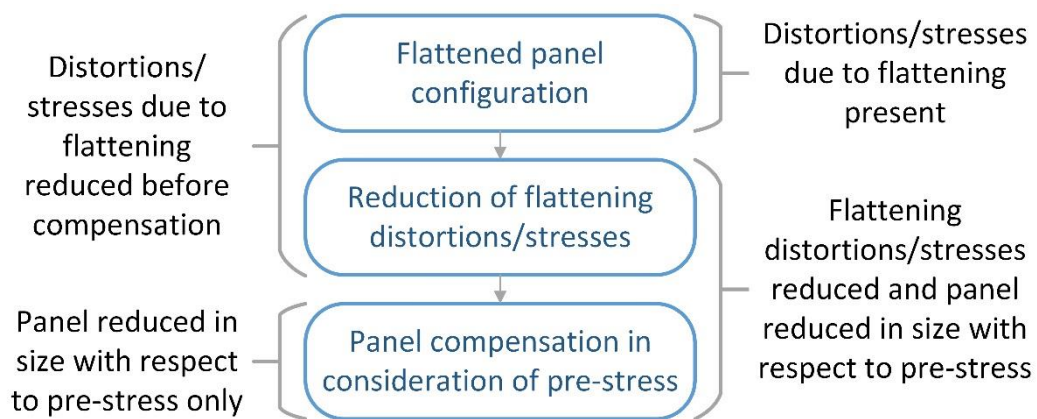 Flattened panel
configuration
Reduction of flattening
distortions/stresses
Panel compensation in
consideration of pre-stress
Distortions/
stresses due to
flattening
reduced before
compensation
Panel reduced in
size with respect
to pre-stress only
Distortions/stresses
due to flattening
present
Flattening
distortions/stresses
reduced and panel
reduced in size with
respect to pre-stress